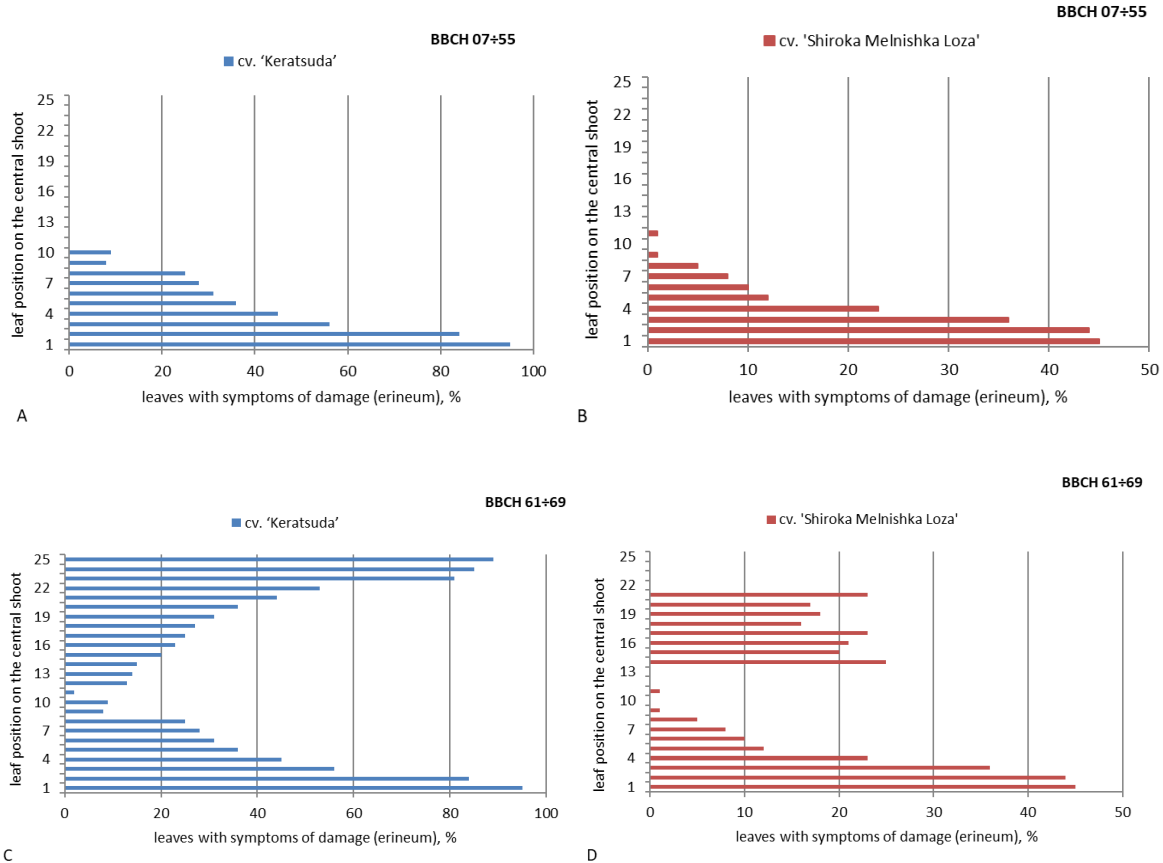 BBCH 07÷55
cv. ‘Keratsuda’
leaf position on the central shoot
25
22
19
16
13
10
7
4
1
0 20 40 60 80 100
leaves with symptoms of damage (erineum), %
A
BBCH 07÷55
cv. 'Shiroka Melnishka Loza'
leaf position on the central shoot
25
22
19
16
13
10
7
4
1
0 10 20 30 40 50
leaves with symptoms of damage (erineum), %
B
BBCH 61÷69
cv. ‘Keratsuda’
leaf position on the central shoot
25
22
19
16
13
10
7
4
1
0 20 40 60 80 100
leaves with symptoms of damage (erineum), %
C
BBCH 61÷69
cv. 'Shiroka Melnishka Loza'
leaf position on the central shoot
25
22
19
16
13
10
7
4
1
0 10 20 30 40 50
leaves with symptoms of damage (erineum), %
D